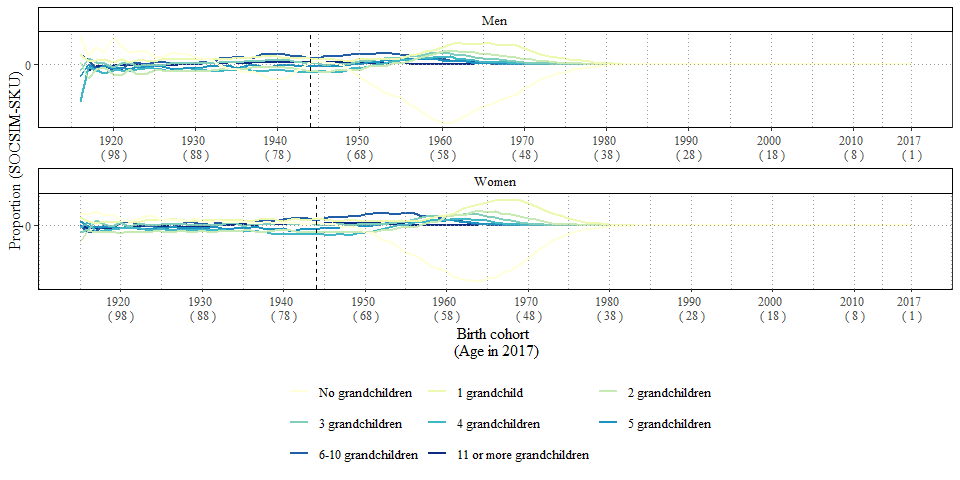 Men
0
1920 1930 1940 1950 1960 1970 1980 1990 2000 2010 2017
( 98 ) ( 88 ) ( 78 ) ( 68 ) ( 58 ) ( 48 ) ( 38 ) ( 28 ) ( 18 ) ( 8 ) ( 1 )
Proportion (SOCSIM-SKU)
Women
0
1920 1930 1940 1950 1960 1970 1980 1990 2000 2010 2017
( 98 ) ( 88 ) ( 78 ) ( 68 ) ( 58 ) ( 48 ) ( 38 ) ( 28 ) ( 18 ) ( 8 ) ( 1 )
Birth cohort
(Age in 2017)
No grandchildren 1 grandchild 2 grandchildren
3 grandchildren 4 grandchildren 5 grandchildren
6-10 grandchildren 11 or more grandchildren